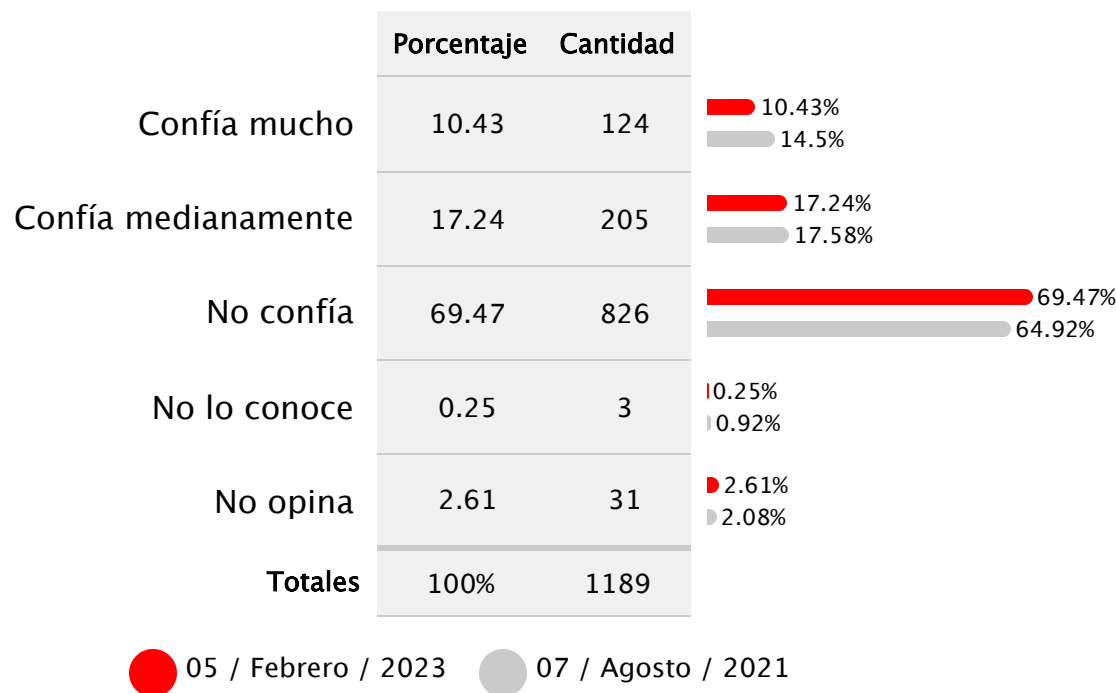 Porcentaje Cantidad
Confía mucho 10.43 124 10.43%
14.5%
Confía medianamente 17.24 205 17.24%
17.58%
No confía 69.47 826 69.47%
64.92%
No lo conoce 0.25 3 0.25%
0.92%
No opina 2.61 31 2.61%
2.08%
Totales 100% 1189
05 / Febrero / 2023 07 / Agosto / 2021